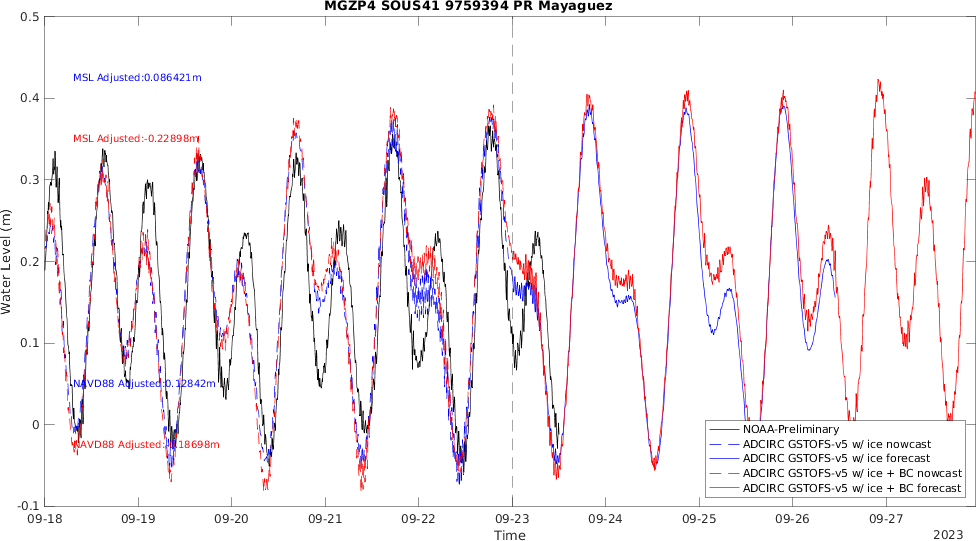 MGZP4 SOUS41 9759394 PR Mayaguez
0.5
MSL Adjusted:0.086421m
0.4
MSL Adjusted:-0.22898m
0.3
Water Level (m)
0.2
0.1
NAVD88 Adjusted:0.12842m
0
NAVD88 Adjusted:-0.18698m
NOAA-Preliminary
ADCIRC GSTOFS-v5 w/ ice nowcast
ADCIRC GSTOFS-v5 w/ ice forecast
ADCIRC GSTOFS-v5 w/ ice + BC nowcast
ADCIRC GSTOFS-v5 w/ ice + BC forecast
-0.1
09-18 09-19 09-20 09-21 09-22 09-23 09-24 09-25 09-26 09-27
Time
2023